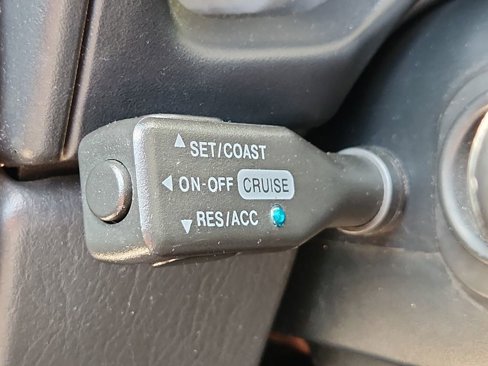 ▲ SET/COAST
◀ ON-OFF CRUISE
▼ RES/ACC